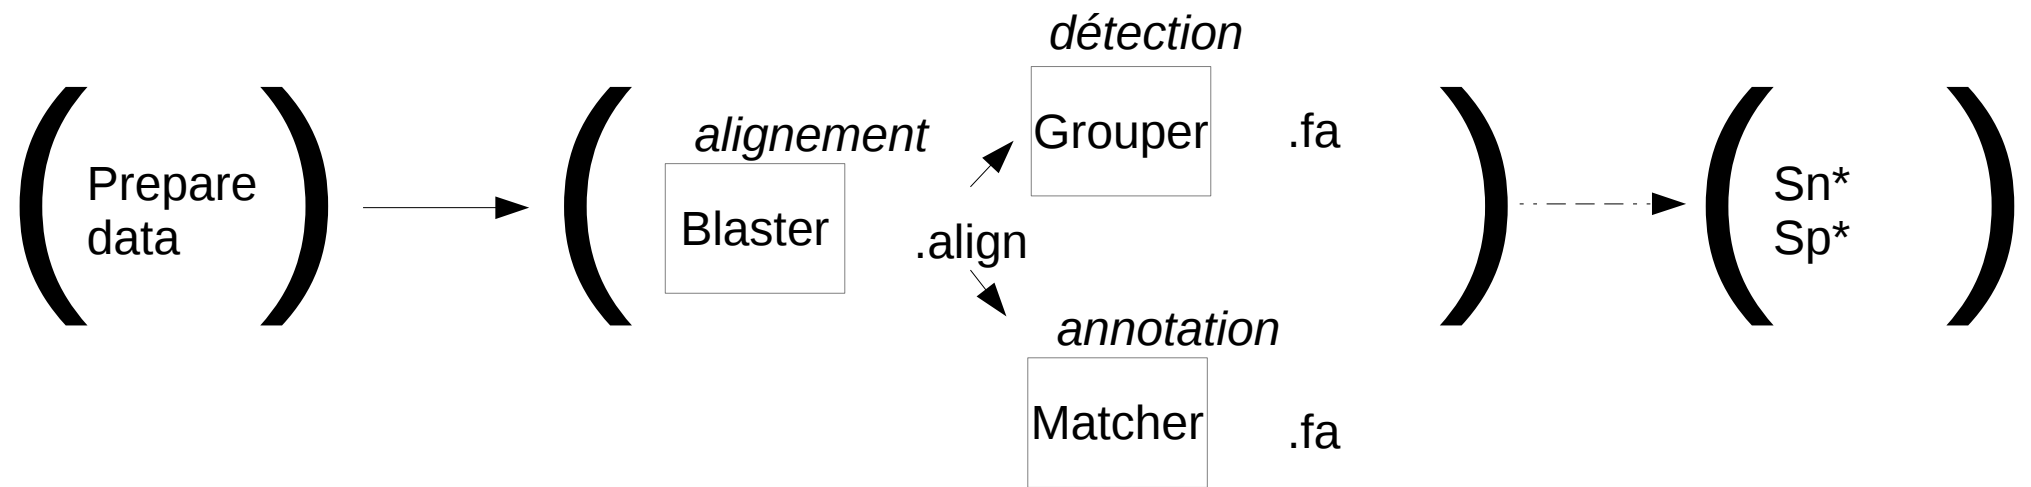 Prepare
data
alignement
Blaster
.align
détection
Grouper
.fa
annotation
Matcher
.fa
Sn*
Sp*